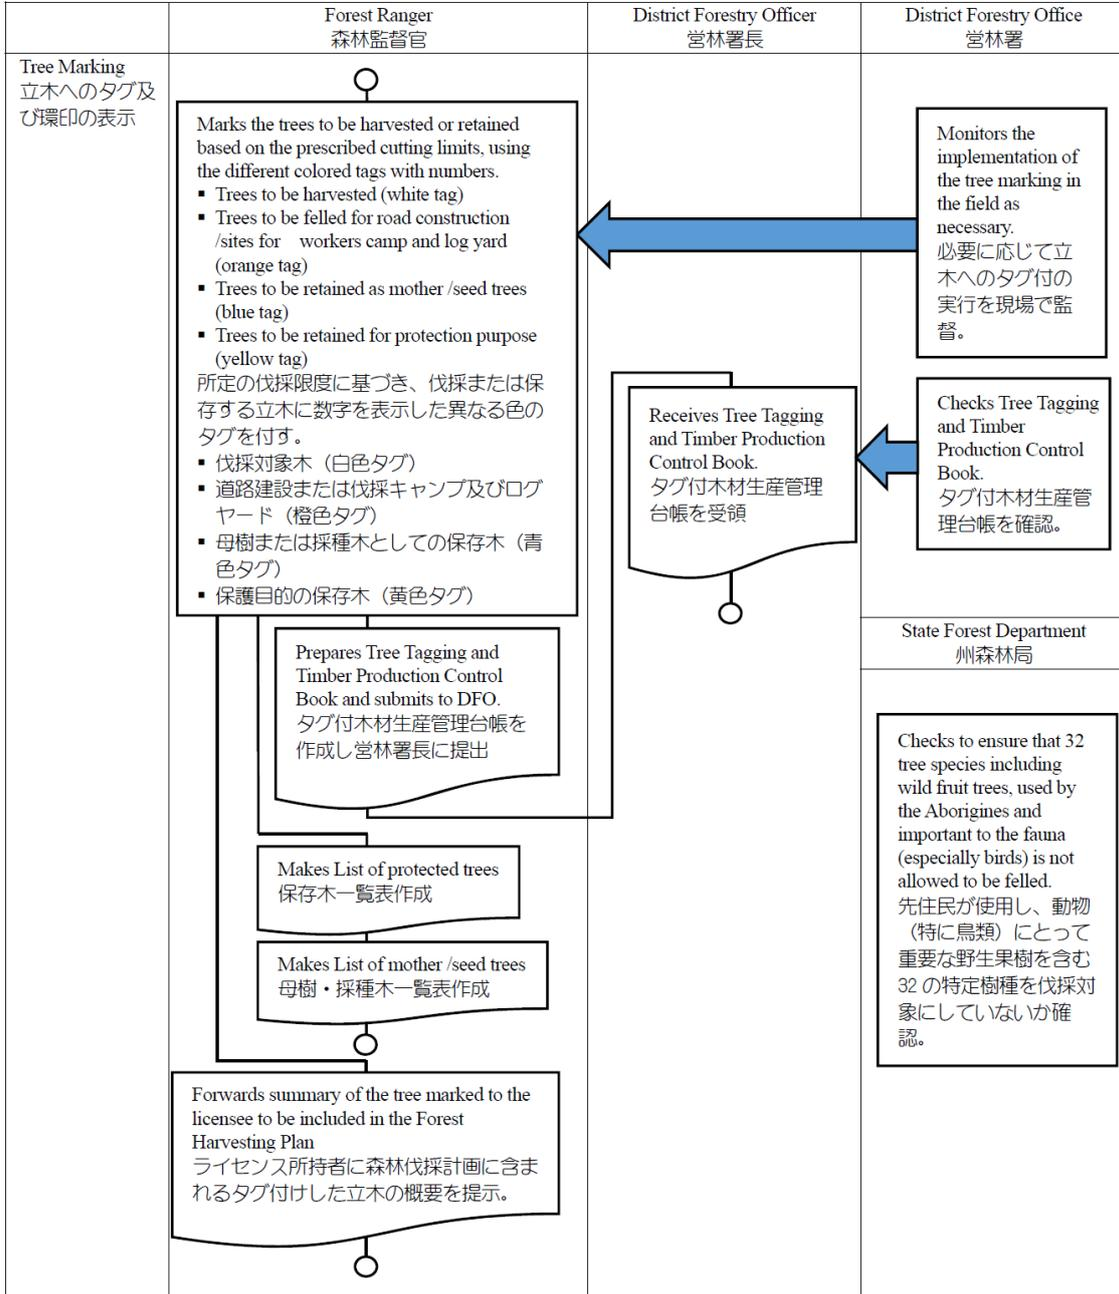 Forest Ranger
森林監督官
District Forestry Officer
営林署長
District Forestry Office
営林署
Tree Marking
立木へのタグ及
び環印の表示
Marks the trees to be harvested or retained
based on the prescribed cutting limits, using
the different colored tags with numbers.
▪ Trees to be harvested (white tag)
▪ Trees to be felled for road construction
/sites for workers camp and log yard
(orange tag)
▪ Trees to be retained as mother /seed trees
(blue tag)
▪ Trees to be retained for protection purpose
(yellow tag)
所定の伐採限度に基づき、伐採または保
存する立木に数字を表示した異なる色の
タグを付す。
▪ 伐採対象木（白色タグ）
▪ 道路建設または伐採キャンプ及びログ
ヤード（橙色タグ）
▪ 母樹または採種木としての保存木（青
色タグ）
▪ 保護目的の保存木（黄色タグ）
Monitors the
implementation of
the tree marking in
the field as
necessary.
必要に応じて立
木へのタグ付の
実行を現場で監
督。
Receives Tree Tagging
and Timber Production
Control Book.
タグ付木材生産管理
台帳を受領
Checks Tree Tagging
and Timber
Production Control
Book.
タグ付木材生産管
理台帳を確認。
Prepares Tree Tagging and
Timber Production Control
Book and submits to DFO.
タグ付木材生産管理台帳を
作成し営林署長に提出
State Forest Department
州森林局
Checks to ensure that 32
tree species including
wild fruit trees, used by
the Aborigines and
important to the fauna
(especially birds) is not
allowed to be felled.
先住民が使用し、動物
（特に鳥類）にとって
重要な野生果樹を含む
32 の特定樹種を伐採対
象にしていないか確
認。
Makes List of protected trees
保存木一覧表作成
Makes List of mother /seed trees
母樹・採種木一覧表作成
Forwards summary of the tree marked to the
licensee to be included in the Forest
Harvesting Plan
ライセンス所持者に森林伐採計画に含ま
れるタグ付けした立木の概要を提示。